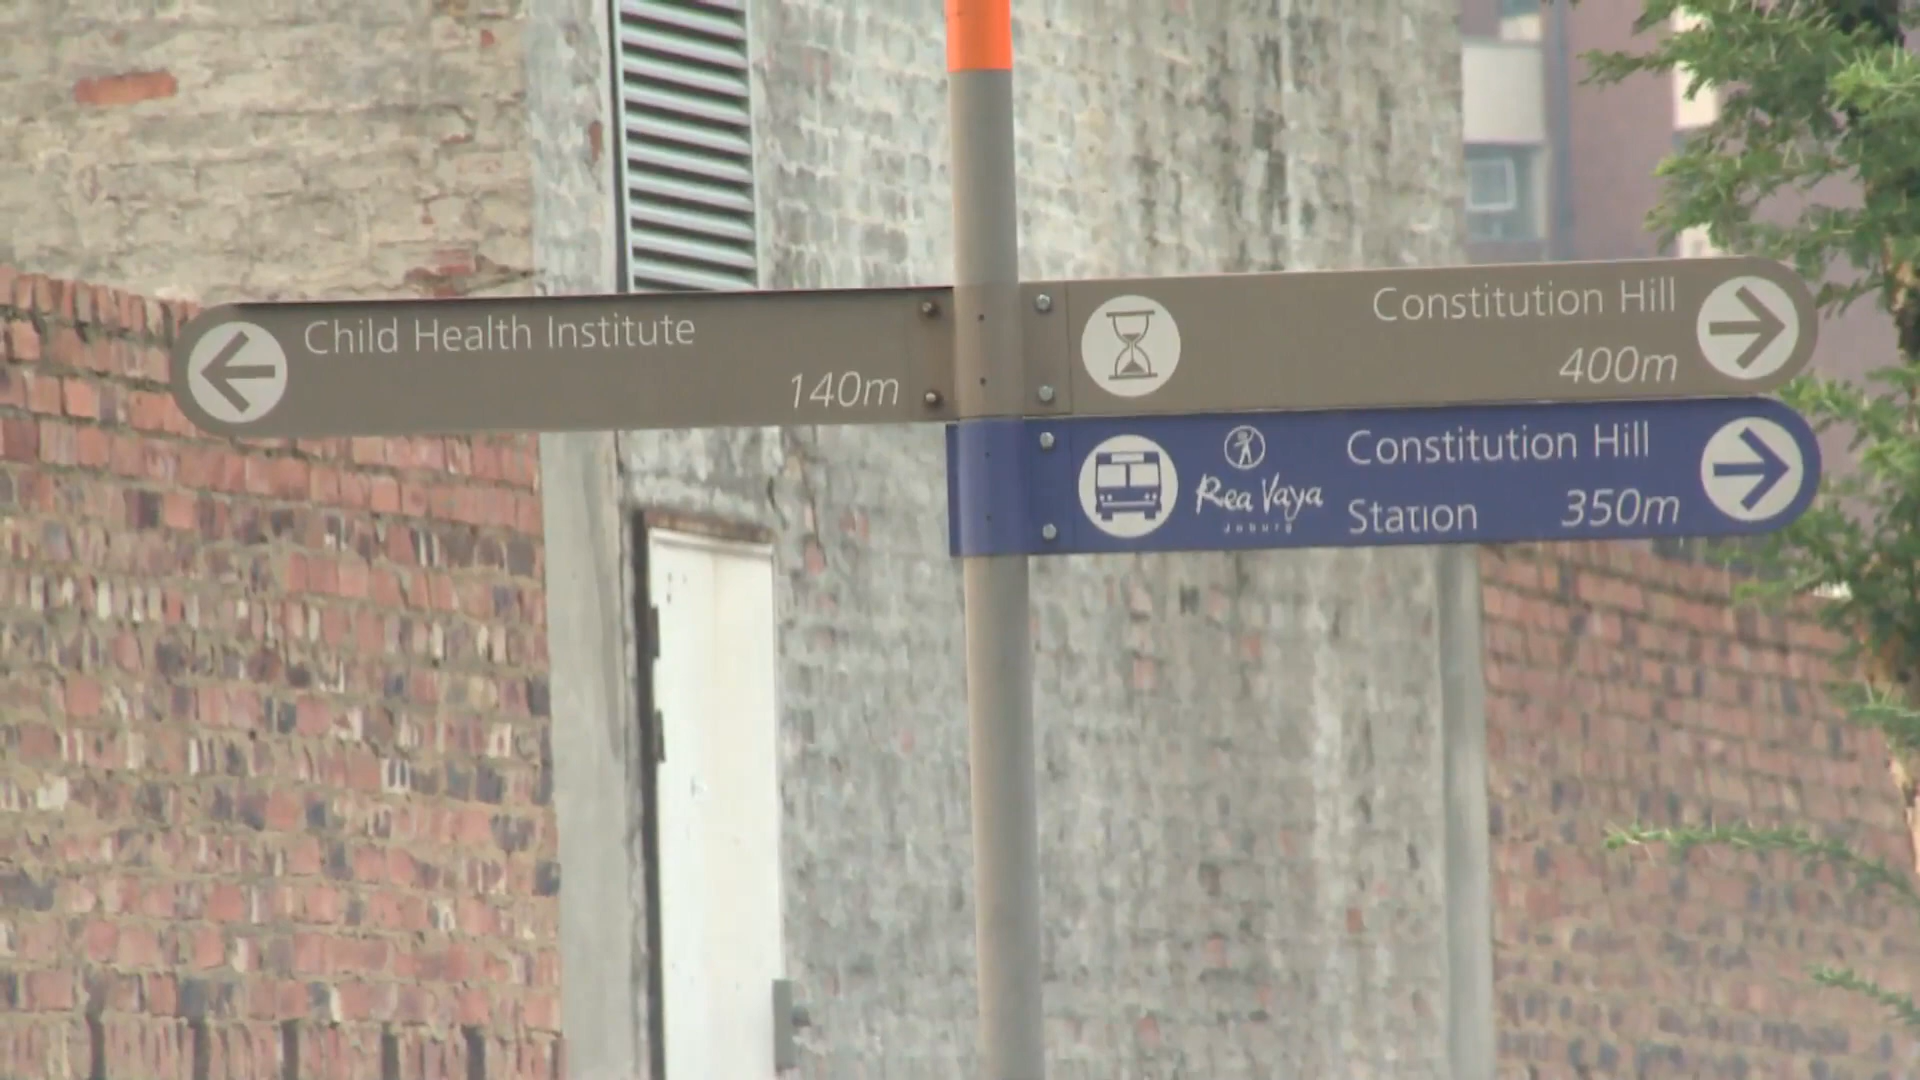 Child Health Institute
140m
Constitution Hill
400m
Rea Vaya
Joburg
Constitution Hill
Station 350m